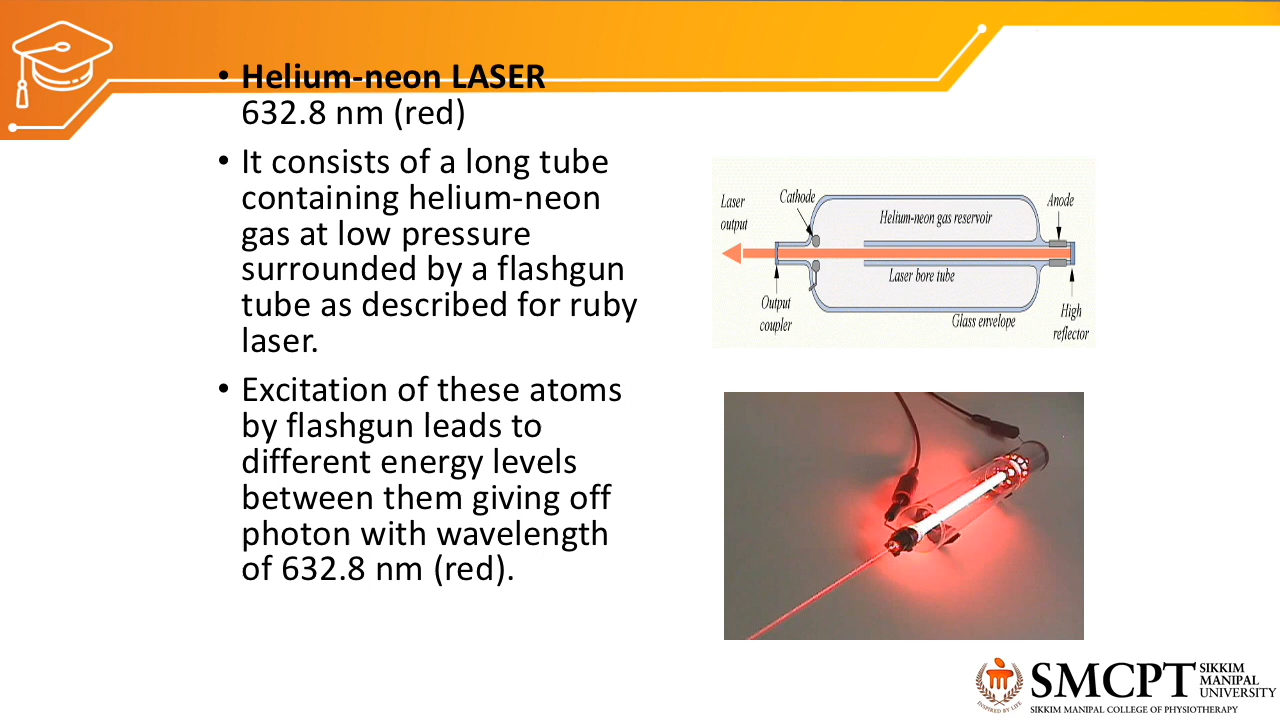 • Helium-neon LASER
632.8 nm (red)
• It consists of a long tube
containing helium-neon
gas at low pressure
surrounded by a flashgun
tube as described for ruby
laser.
• Excitation of these atoms
by flashgun leads to
different energy levels
between them giving off
photon with wavelength
of 632.8 nm (red).
Laser
output
Cathode
Helium-neon gas reservoir
Anode
Laser bore tube
Output
coupler
Glass envelope
High
reflector
INSPIRED BY LIFE
SMCPT
SIKKIM
MANIPAL
UNIVERSITY
SIKKIM MANIPAL COLLEGE OF PHYSIOTHERAPY